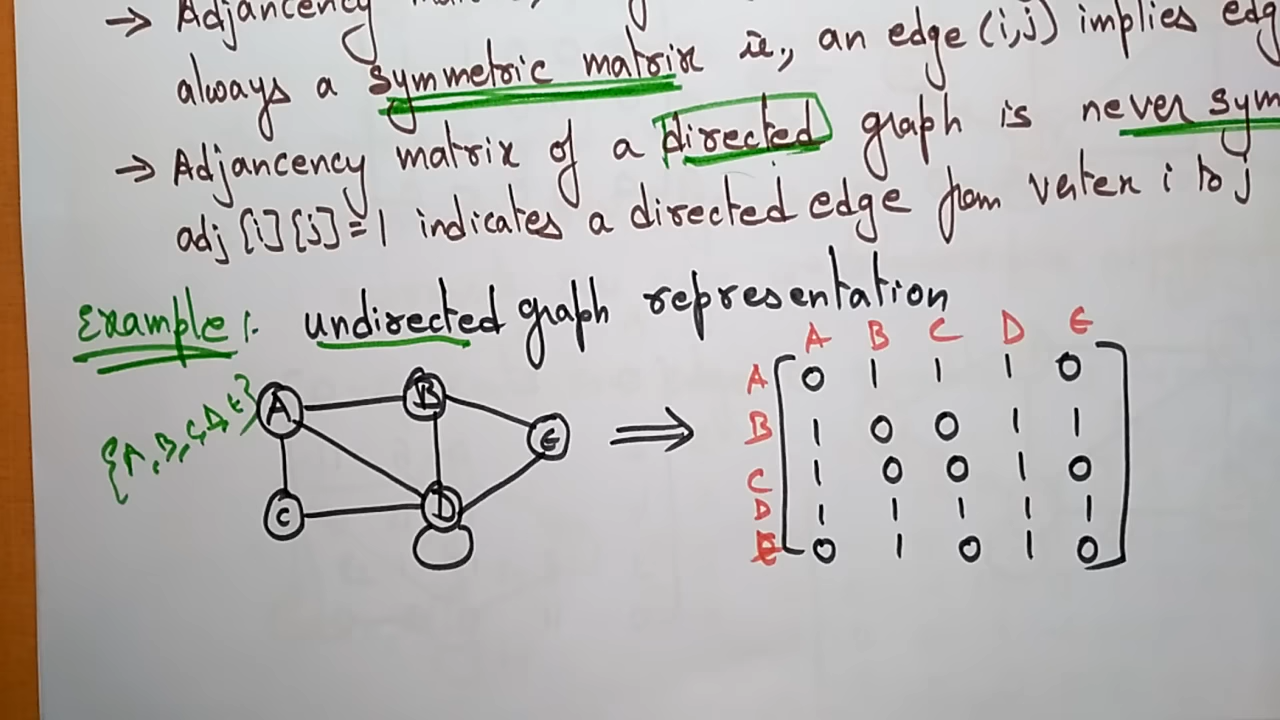 → Adjancency
always a symmetric matrix ie., an edge (i,j) implies edg
→ Adjancency matrix of a directed graph is never sym
adj [i][j]=1 indicates a directed edge from vertex i to j
Example :- undirected graph representation
{A,B,C,D,E}
A B E C D
A B C D E
A 0 1 1 1 0
B 1 0 0 1 1
C 1 0 0 1 0
D 1 1 1 1 1
E 0 1 0 1 0